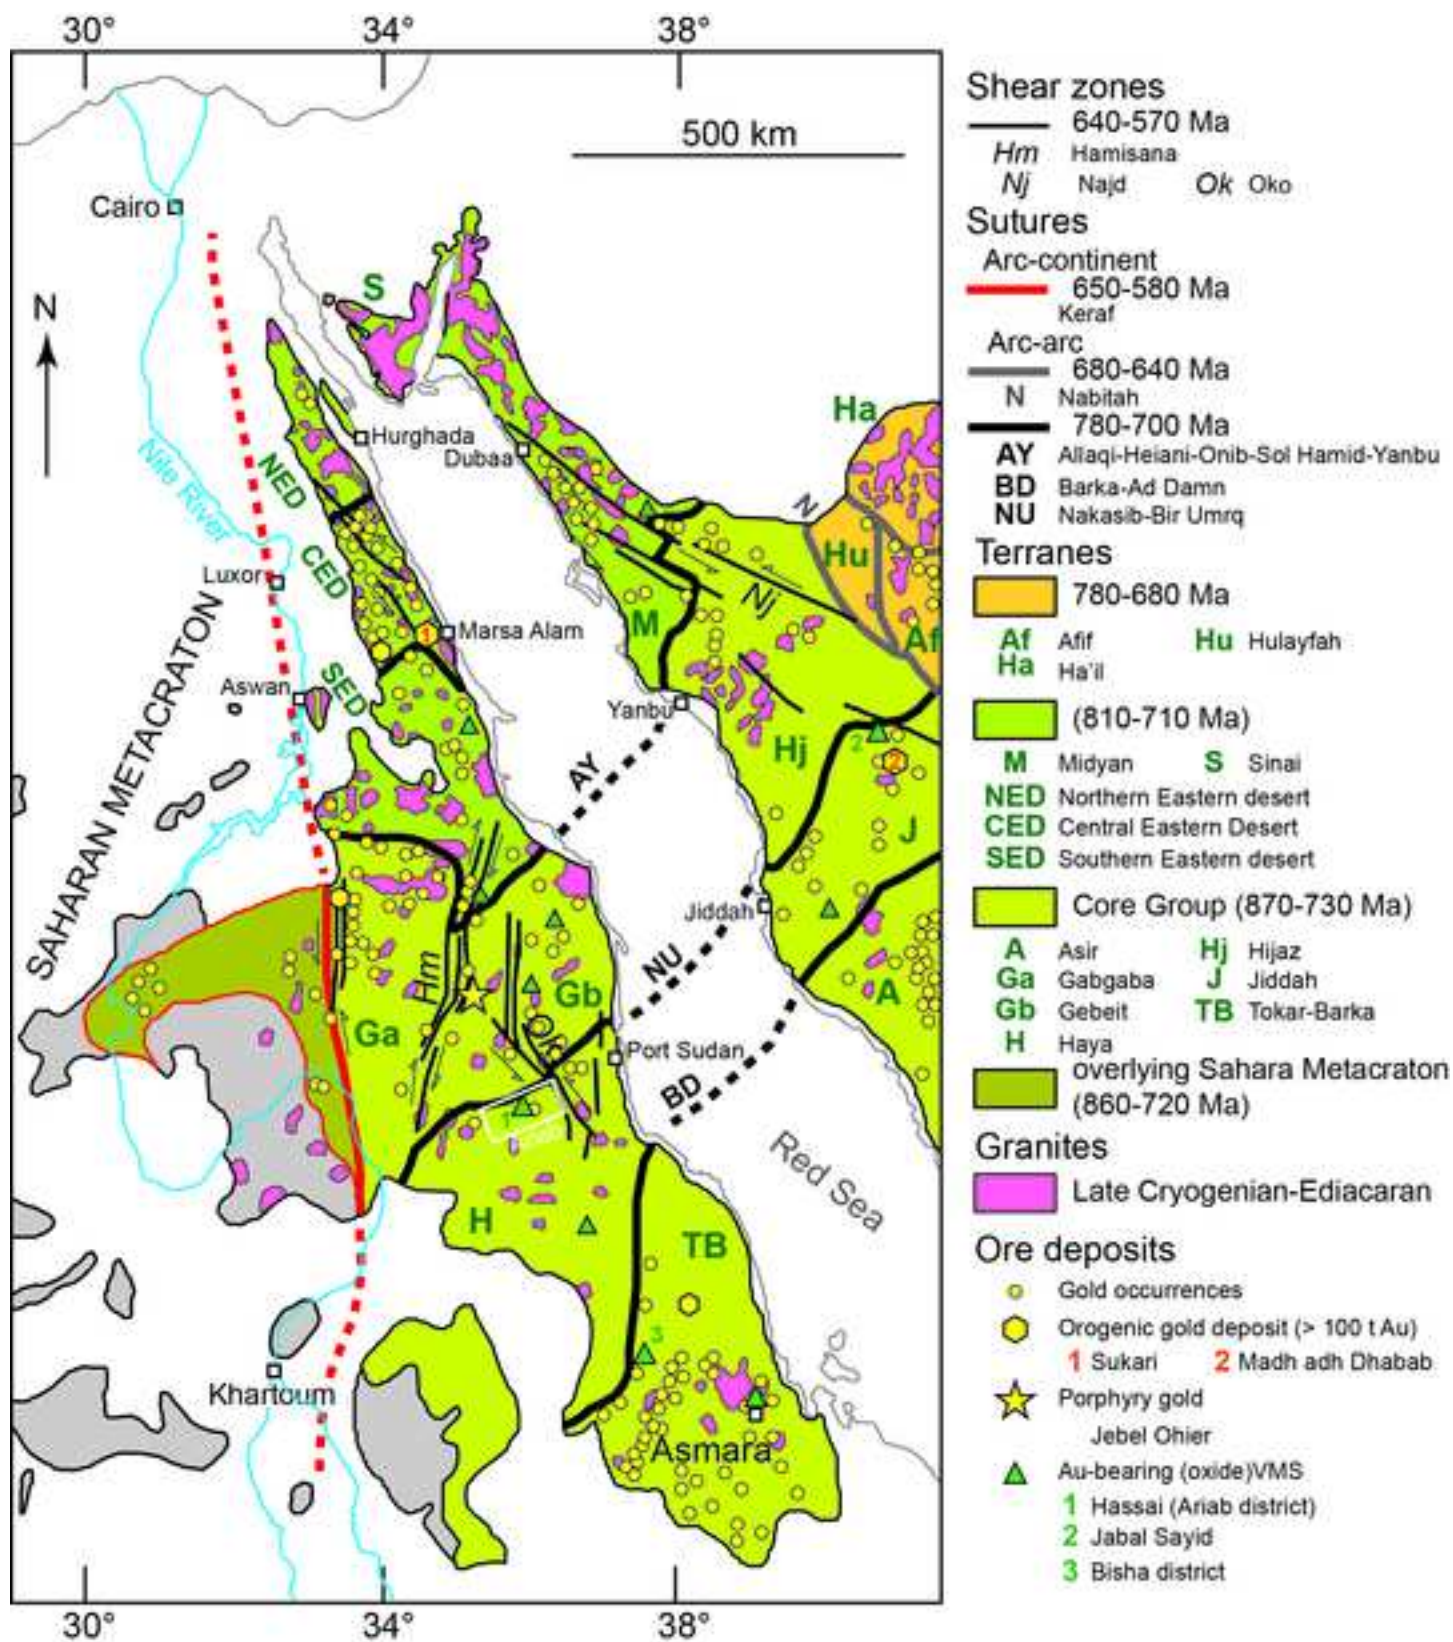 30° 34° 38°
500 km
Cairo
N
S
Ha
Hurghada
Dubaa
NED
N
Nile River
Hu
CED
Luxor
Nj
M
Marsa Alam
1
Af
SED
Aswan
Yanbu
SAHARAN METACRATON
2
Hj
AY
2
J
Jiddah
Hm
NU
Gb
A
Ga
Ok
Port Sudan
BD
1
Red Sea
H
TB
3
Khartoum
Asmara
30° 34° 38°
Shear zones
640-570 Ma
Hm Hamisana
Nj Najd Ok Oko
Sutures
Arc-continent
650-580 Ma
Keraf
Arc-arc
680-640 Ma
N Nabitah
780-700 Ma
AY Allaqi-Heiani-Onib-Sol Hamid-Yanbu
BD Barka-Ad Damn
NU Nakasib-Bir Umrq
Terranes
780-680 Ma
Af Afif Hu Hulayfah
Ha Ha'il
(810-710 Ma)
M Midyan S Sinai
NED Northern Eastern desert
CED Central Eastern Desert
SED Southern Eastern desert
Core Group (870-730 Ma)
A Asir Hj Hijaz
Ga Gabgaba J Jiddah
Gb Gebeit TB Tokar-Barka
H Haya
overlying Sahara Metacraton
(860-720 Ma)
Granites
Late Cryogenian-Ediacaran
Ore deposits
Gold occurrences
Orogenic gold deposit (> 100 t Au)
1 Sukari 2 Madh adh Dhabab
Porphyry gold
Jebel Ohier
Au-bearing (oxide)VMS
1 Hassai (Ariab district)
2 Jabal Sayid
3 Bisha district